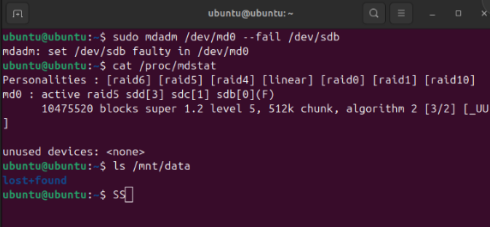 ubuntu@ubuntu: ~
ubuntu@ubuntu:~$ sudo mdadm /dev/md0 --fail /dev/sdb
mdadm: set /dev/sdb faulty in /dev/md0
ubuntu@ubuntu:~$ cat /proc/mdstat
Personalities : [raid6] [raid5] [raid4] [linear] [raid0] [raid1] [raid10]
md0 : active raid5 sdd[3] sdc[1] sdb[0](F)
      10475520 blocks super 1.2 level 5, 512k chunk, algorithm 2 [3/2] [_UU
]
unused devices: <none>
ubuntu@ubuntu:~$ ls /mnt/data
lost+found
ubuntu@ubuntu:~$ SS